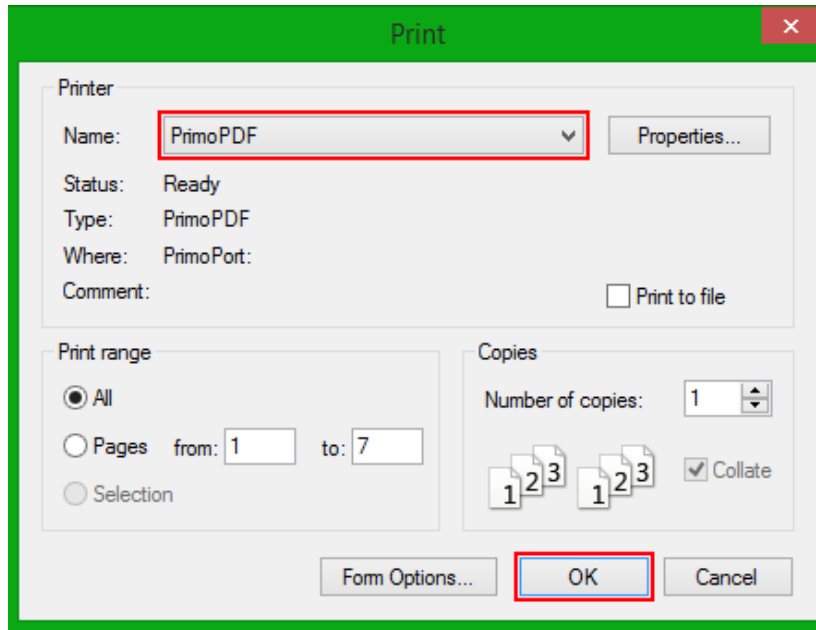 Print
Printer
Name: PrimoPDF Properties...
Status: Ready
Type: PrimoPDF
Where: PrimoPort:
Comment: Print to file
Print range
All
Pages from: 1 to: 7
Selection
Copies
Number of copies: 1
1 2 3 1 2 3 Collate
Form Options... OK Cancel